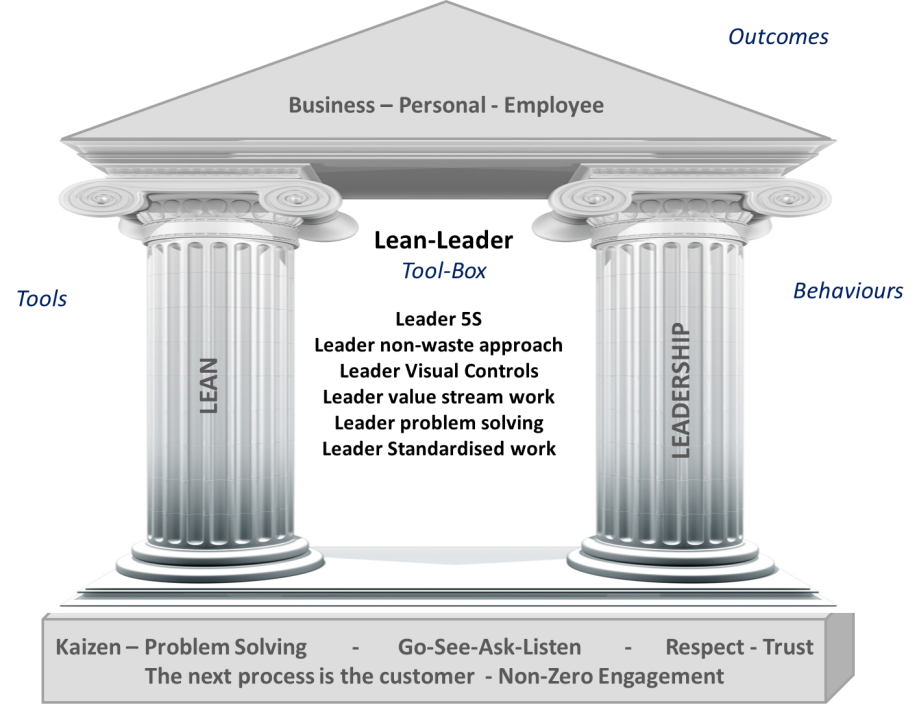 Outcomes
Business – Personal - Employee
Lean-Leader
Tool-Box
Tools
Behaviours
Leader 5S
Leader non-waste approach
Leader Visual Controls
Leader value stream work
Leader problem solving
Leader Standardised work
LEAN
LEADERSHIP
Kaizen – Problem Solving - Go-See-Ask-Listen - Respect - Trust
The next process is the customer - Non-Zero Engagement